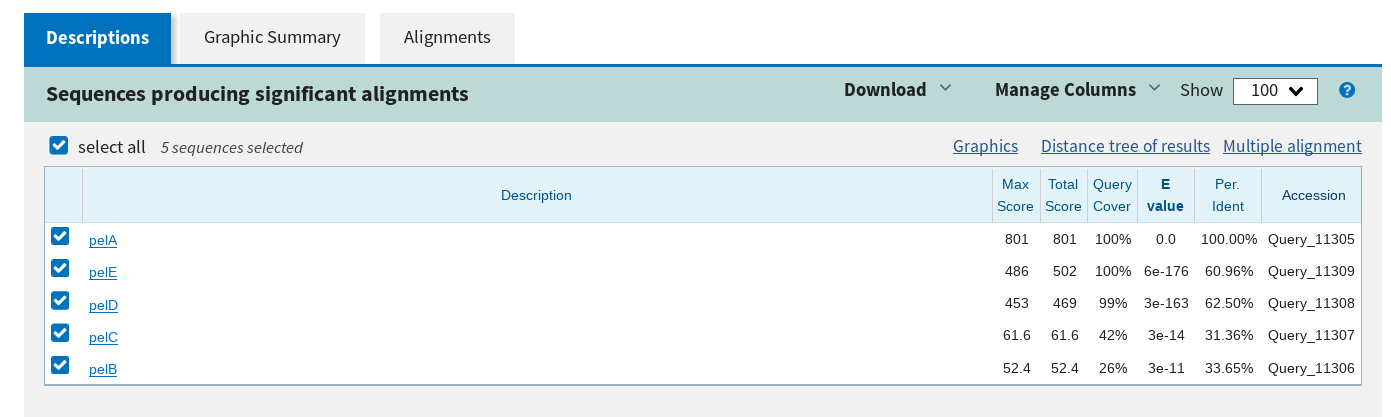 Descriptions Graphic Summary Alignments
Sequences producing significant alignments Download Manage Columns Show 100
select all 5 sequences selected Graphics Distance tree of results Multiple alignment
Description Max Score Total Score Query Cover E value Per. Ident Accession
pelA 801 801 100% 0.0 100.00% Query_11305
pelE 486 502 100% 6e-176 60.96% Query_11309
pelD 453 469 99% 3e-163 62.50% Query_11308
pelC 61.6 61.6 42% 3e-14 31.36% Query_11307
pelB 52.4 52.4 26% 3e-11 33.65% Query_11306